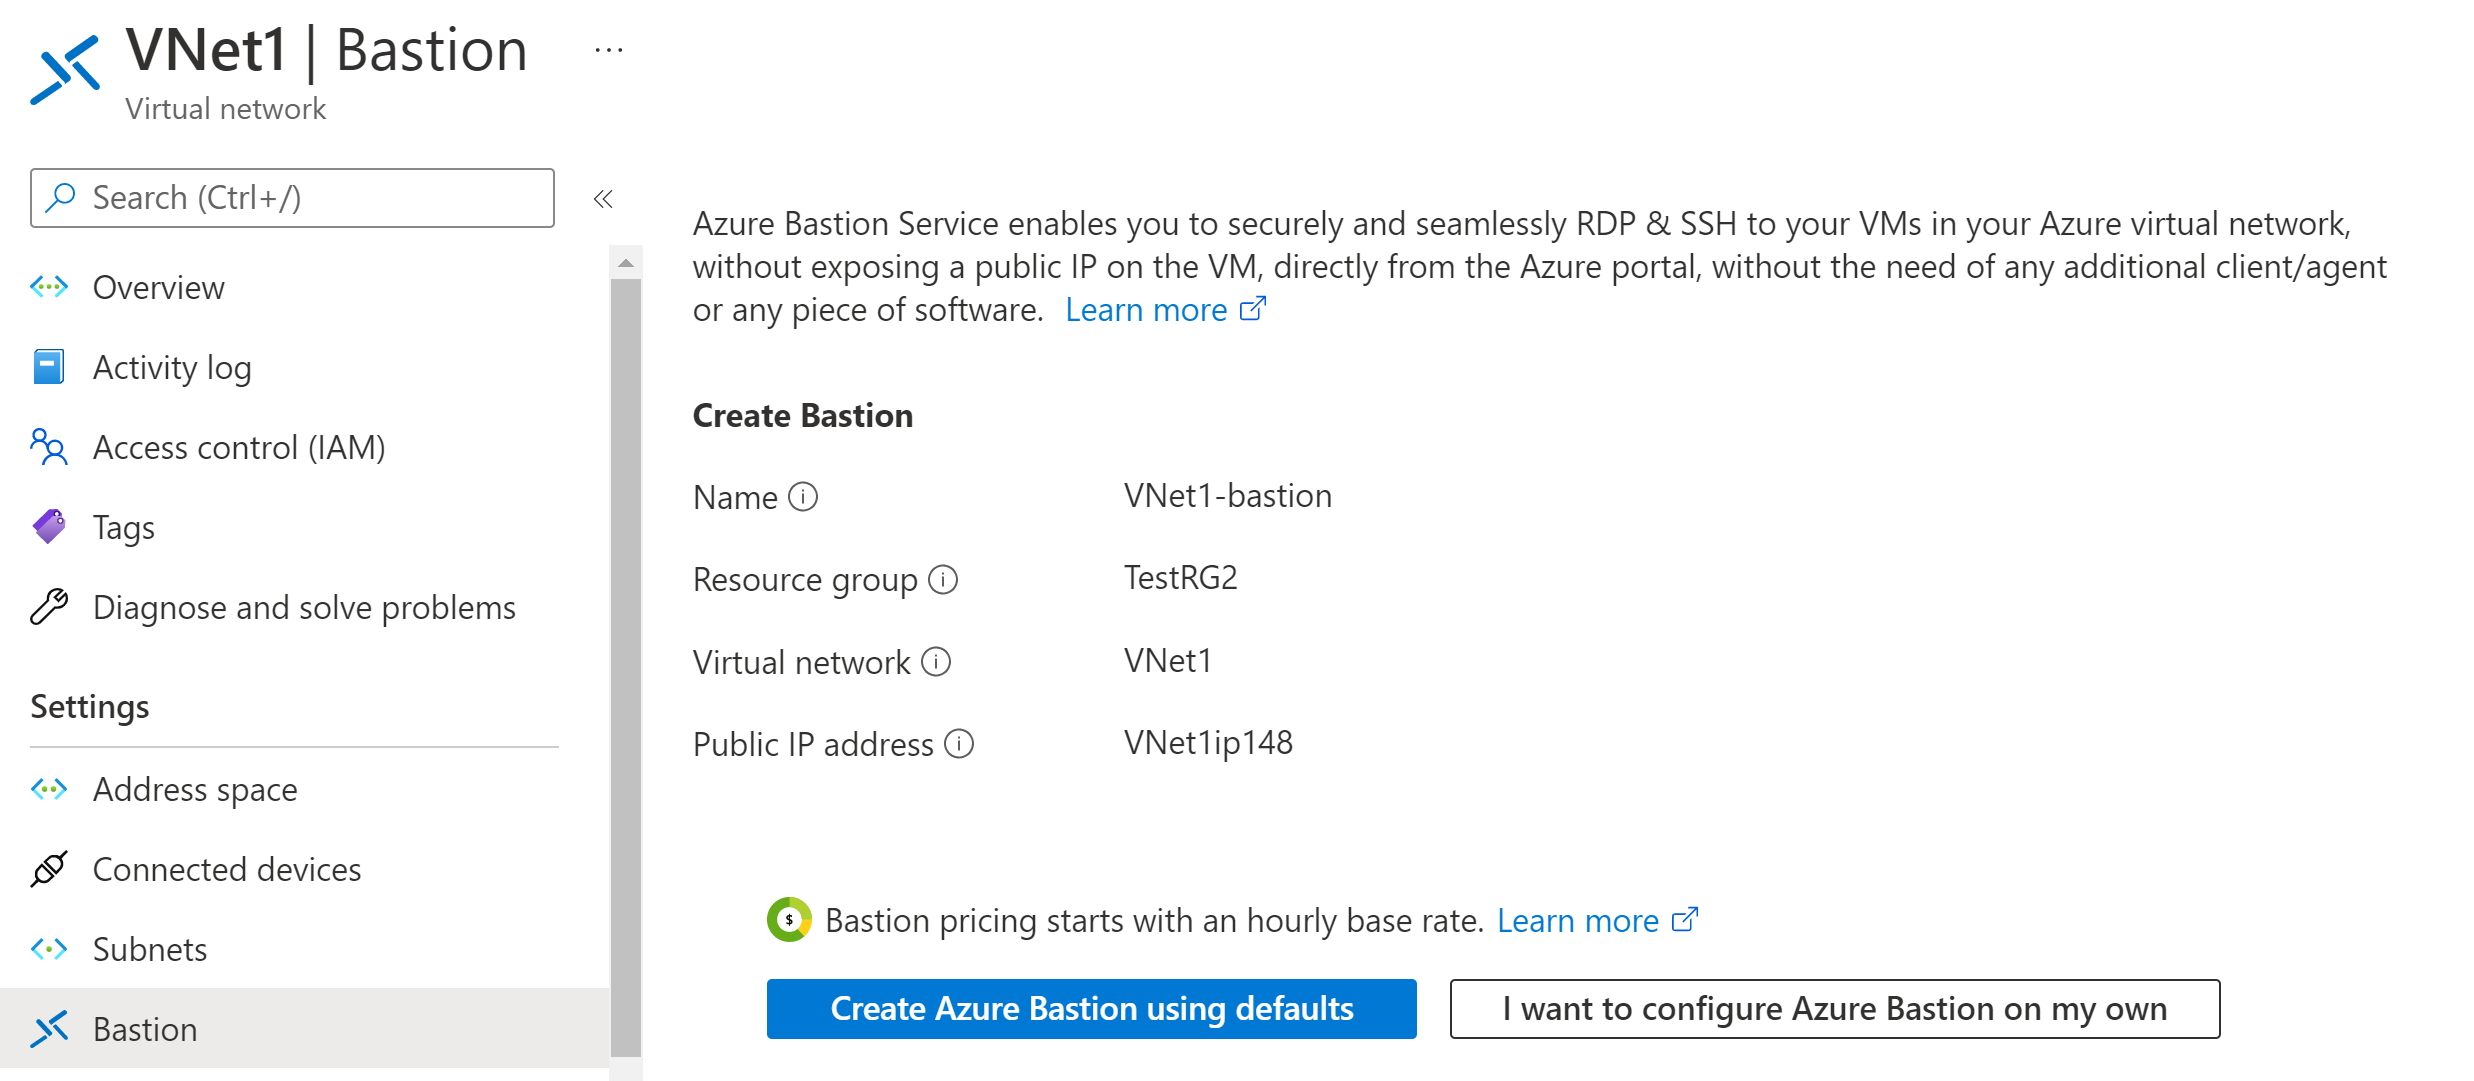 VNet1 | Bastion ...
Virtual network
Search (Ctrl+/)
Overview
Activity log
Access control (IAM)
Tags
Diagnose and solve problems
Settings
Address space
Connected devices
Subnets
Bastion
Azure Bastion Service enables you to securely and seamlessly RDP & SSH to your VMs in your Azure virtual network,
without exposing a public IP on the VM, directly from the Azure portal, without the need of any additional client/agent
or any piece of software. Learn more
Create Bastion
Name VNet1-bastion
Resource group TestRG2
Virtual network VNet1
Public IP address VNet1ip148
Bastion pricing starts with an hourly base rate. Learn more
Create Azure Bastion using defaults
I want to configure Azure Bastion on my own